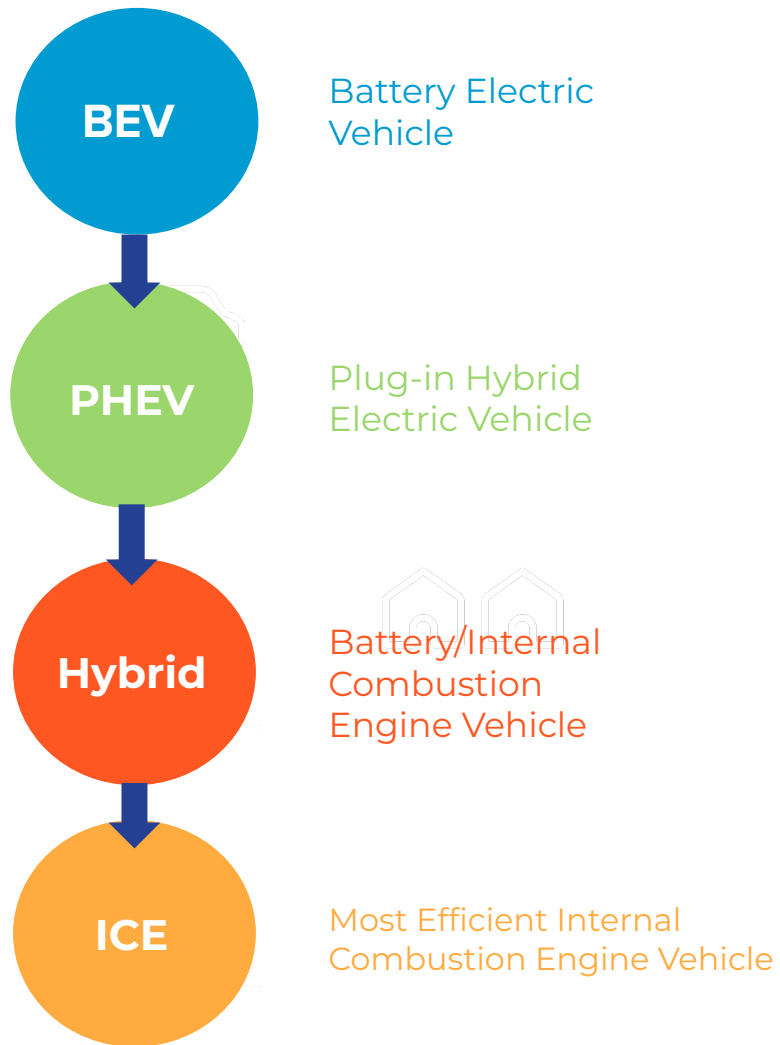 BEV
Battery Electric
Vehicle
PHEV
Plug-in Hybrid
Electric Vehicle
Hybrid
Battery/Internal
Combustion
Engine Vehicle
ICE
Most Efficient Internal
Combustion Engine Vehicle